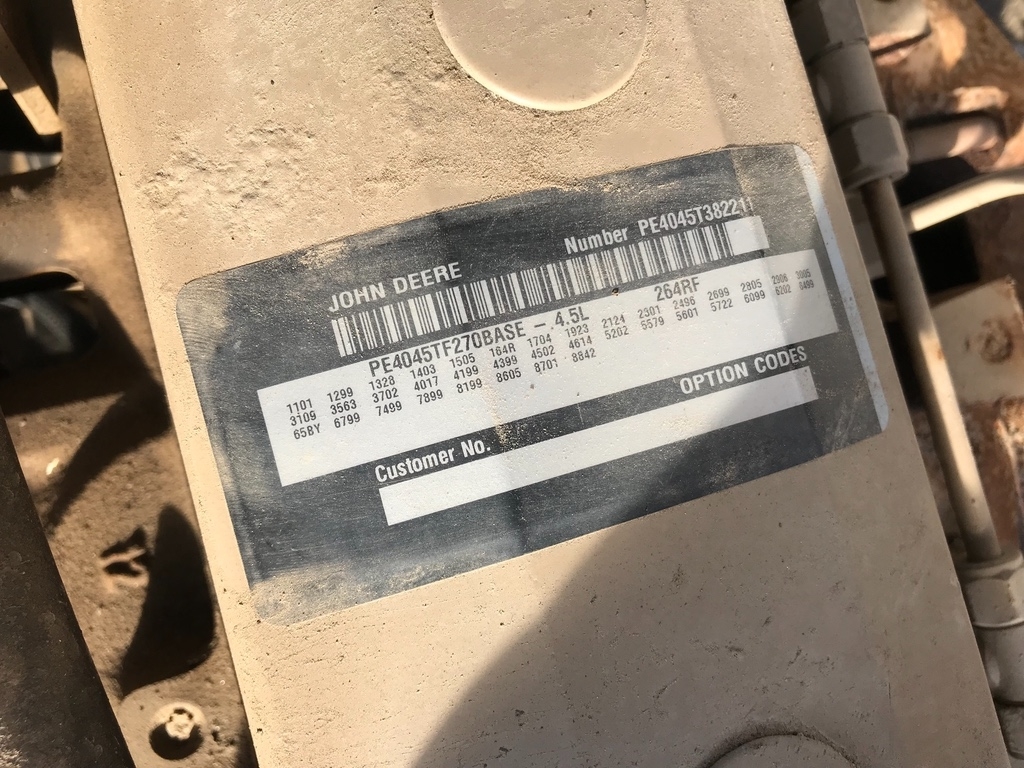 JOHN DEERE
Number PE4045T382211
PE4045TF270BASE - 4.5L 264RF
1101 1299 1328 1403 1505 164R 1704 1923 2124 2301 2496 2699 2805 2906 3005
3109 3563 3702 4017 4199 4399 4502 4614 5202 5579 5601 5722 6099 6202 6499
65BY 6799 7499 7899 8199 8605 8701 8842
OPTION CODES
Customer No.